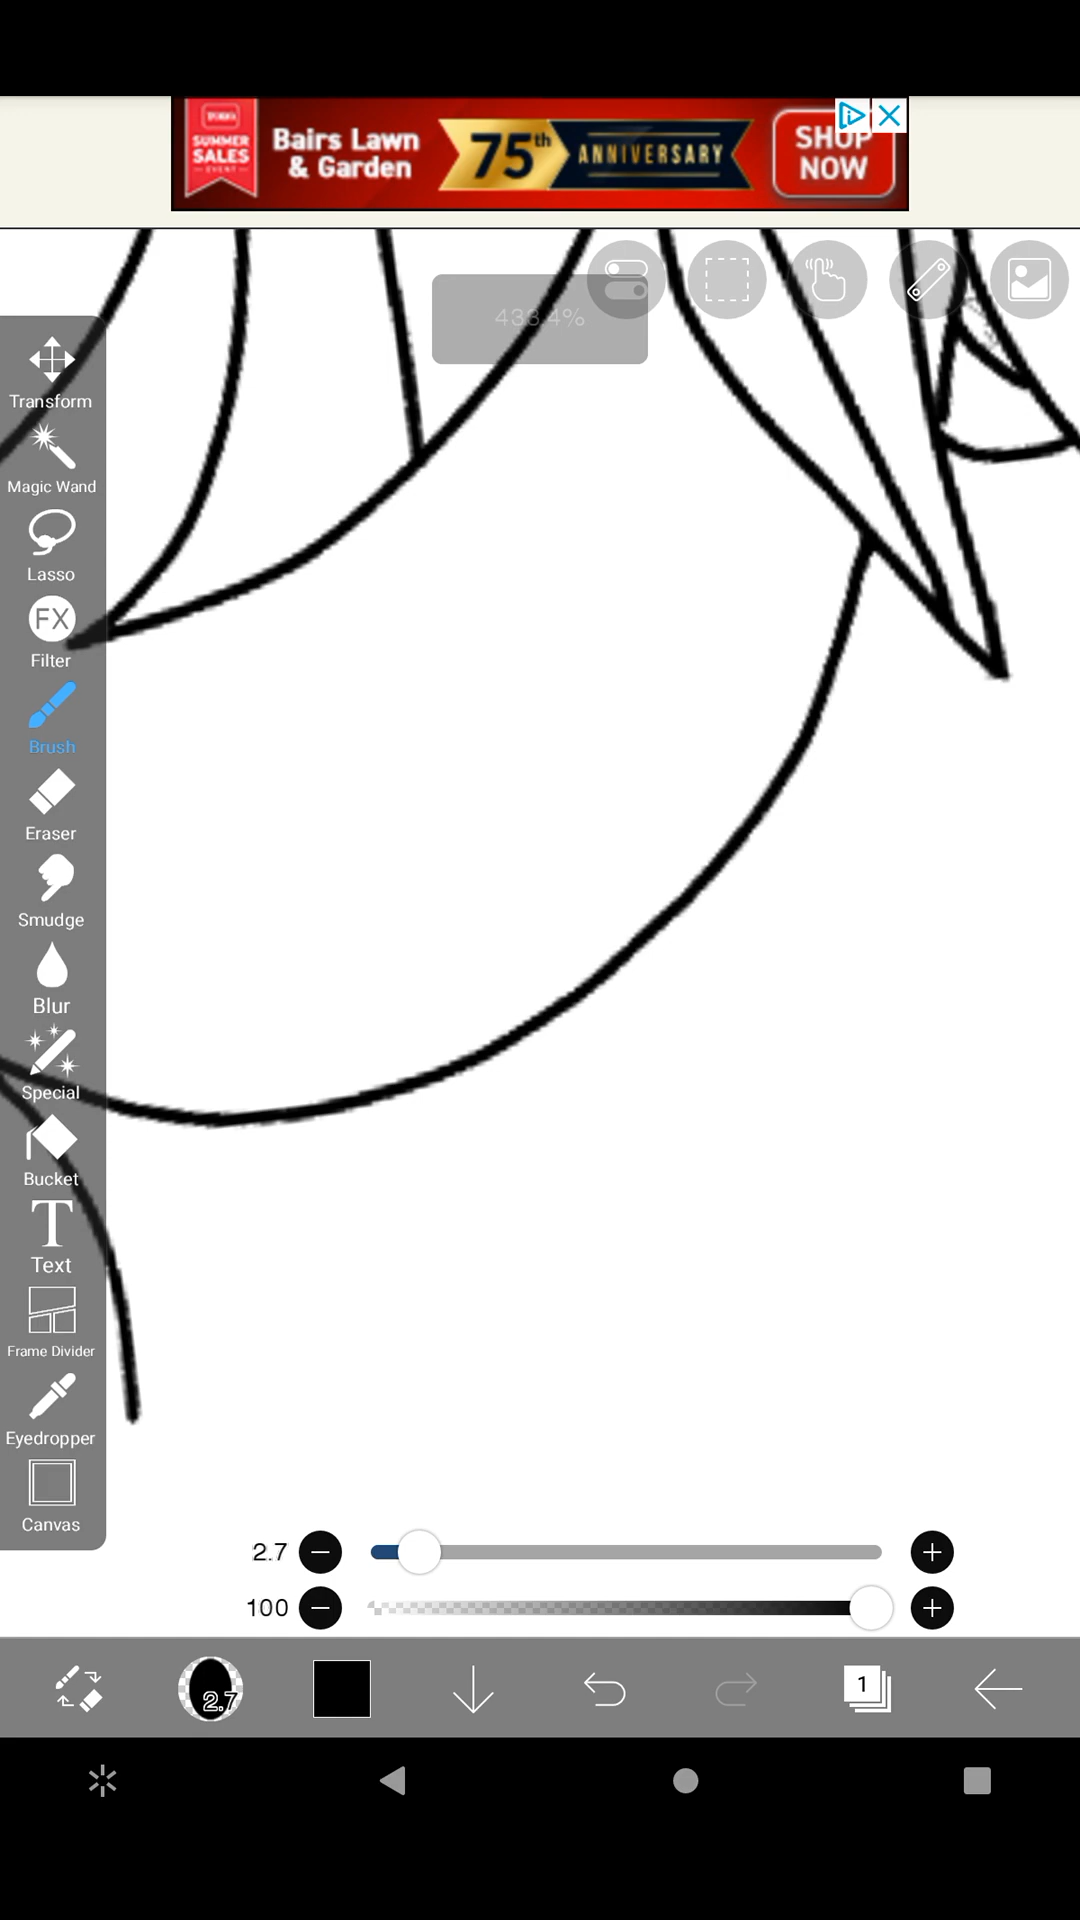 SUMMER
SALES
EVENT
Bairs Lawn
& Garden
75th
ANNIVERSARY
SHOP
NOW
433.4%
Transform
Magic Wand
Lasso
FX
Filter
Brush
Eraser
Smudge
Blur
Special
Bucket
T
Text
Frame Divider
Eyedropper
Canvas
2.7
100
2.7
1